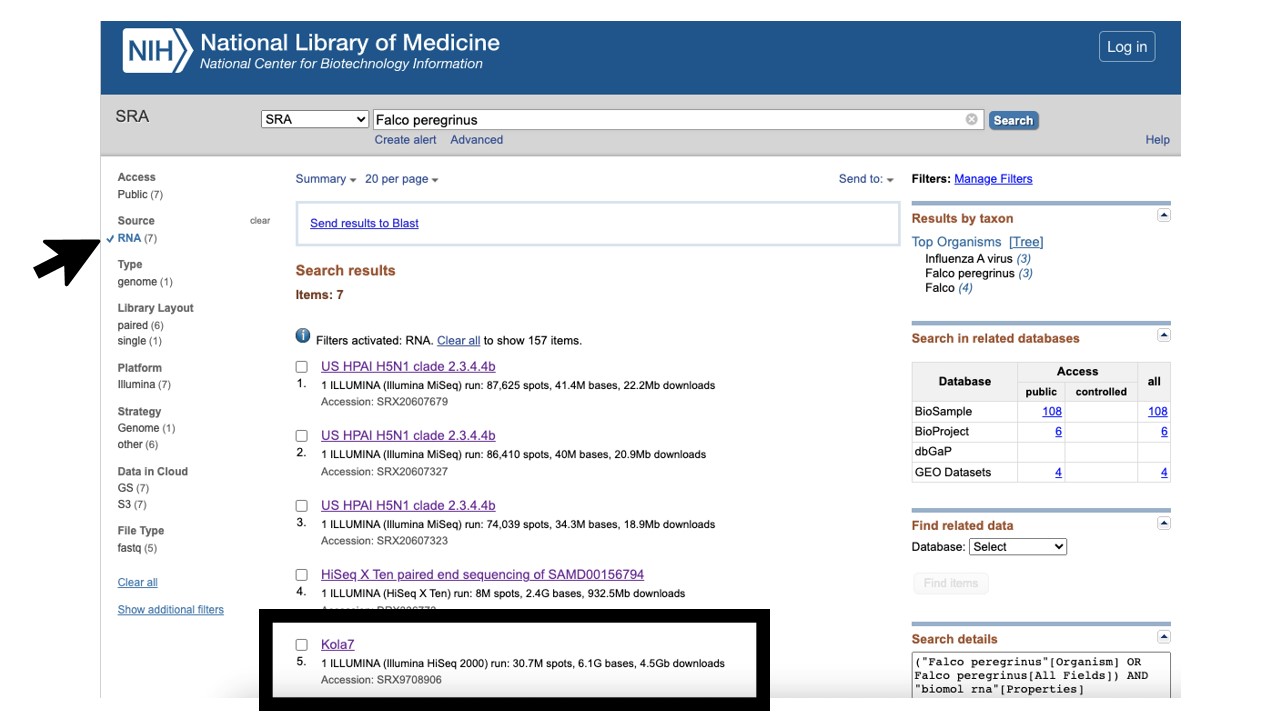 NIH National Library of Medicine
National Center for Biotechnology Information
Log in
SRA
SRA Falco peregrinus Search
Create alert Advanced
Help
Access
Public (7)
Source clear
RNA (7)
Type
genome (1)
Library Layout
paired (6)
single (1)
Platform
Illumina (7)
Strategy
Genome (1)
other (6)
Data in Cloud
GS (7)
S3 (7)
File Type
fastq (5)
Clear all
Show additional filters
Summary 20 per page Send to:
Send results to Blast
Search results
Items: 7
Filters activated: RNA. Clear all to show 157 items.
US HPAI H5N1 clade 2.3.4.4b
1. 1 ILLUMINA (Illumina MiSeq) run: 87,625 spots, 41.4M bases, 22.2Mb downloads
Accession: SRX20607679
US HPAI H5N1 clade 2.3.4.4b
2. 1 ILLUMINA (Illumina MiSeq) run: 86,410 spots, 40M bases, 20.9Mb downloads
Accession: SRX20607327
US HPAI H5N1 clade 2.3.4.4b
3. 1 ILLUMINA (Illumina MiSeq) run: 74,039 spots, 34.3M bases, 18.9Mb downloads
Accession: SRX20607323
HiSeq X Ten paired end sequencing of SAMD00156794
4. 1 ILLUMINA (HiSeq X Ten) run: 8M spots, 2.4G bases, 932.5Mb downloads
Kola7
5. 1 ILLUMINA (Illumina HiSeq 2000) run: 30.7M spots, 6.1G bases, 4.5Gb downloads
Accession: SRX9708906
Filters: Manage Filters
Results by taxon
Top Organisms [Tree]
Influenza A virus (3)
Falco peregrinus (3)
Falco (4)
Search in related databases
Database Access all
public controlled
BioSample 108 108
BioProject 6 6
dbGaP
GEO Datasets 4 4
Find related data
Database: Select
Find items
Search details
("Falco peregrinus"[Organism] OR
Falco peregrinus[All Fields]) AND
"biomol rna"[Properties]